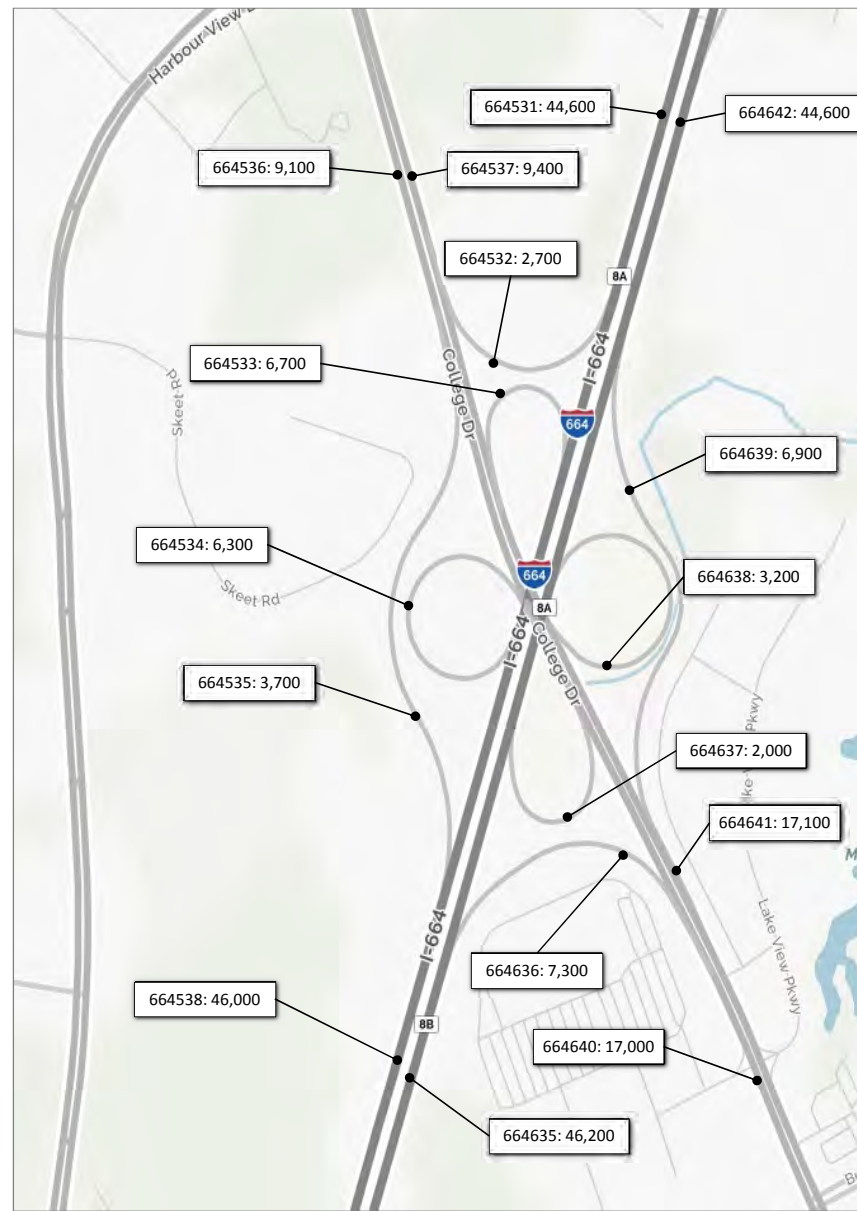 Harbour View
664531: 44,600
664642: 44,600
664536: 9,100
664537: 9,400
664532: 2,700
8A
664533: 6,700
I-664
College Dr
Skeet Rd
664
664639: 6,900
664534: 6,300
664
664638: 3,200
Skeet Rd
8A
I-664
College Dr
664535: 3,700
664637: 2,000
Pkwy
664641: 17,100
M
Lake View Pkwy
I-664
664636: 7,300
664538: 46,000
8B
664640: 17,000
664635: 46,200